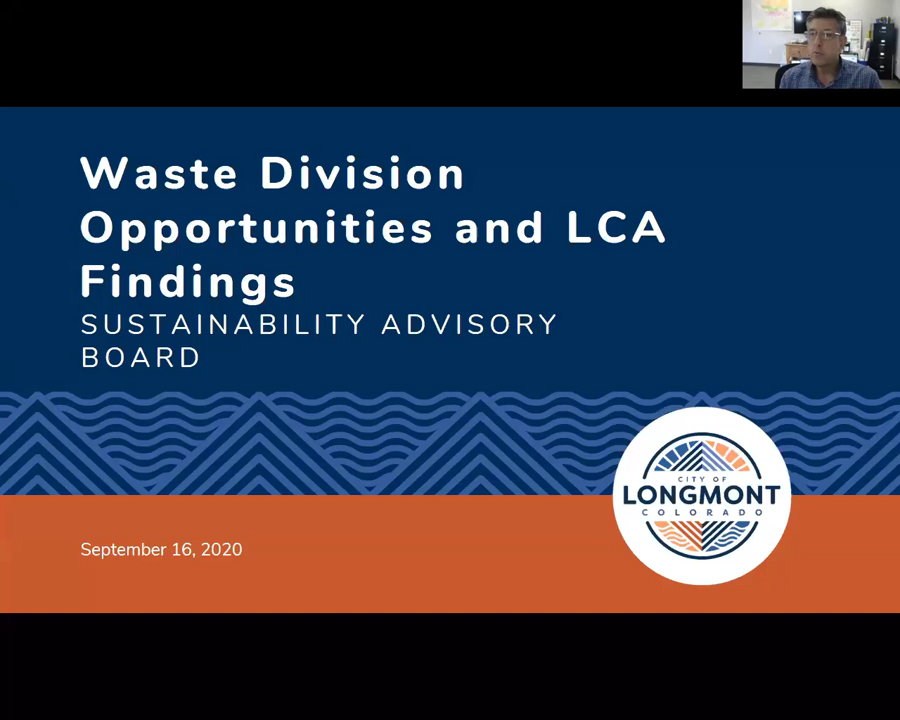 Waste Division
Opportunities and LCA
Findings
SUSTAINABILITY ADVISORY
BOARD
CITY OF
LONGMONT
COLORADO
September 16, 2020